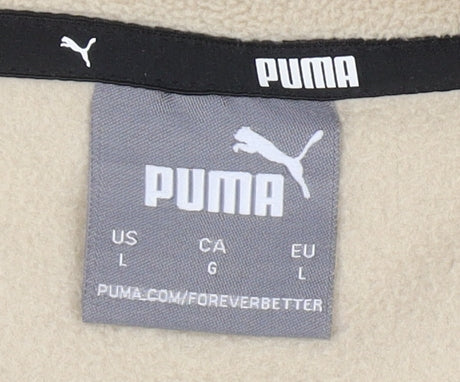 PUMA
PUMA
US CA EU
L G L
PUMA.COM/FOREVERBETTER